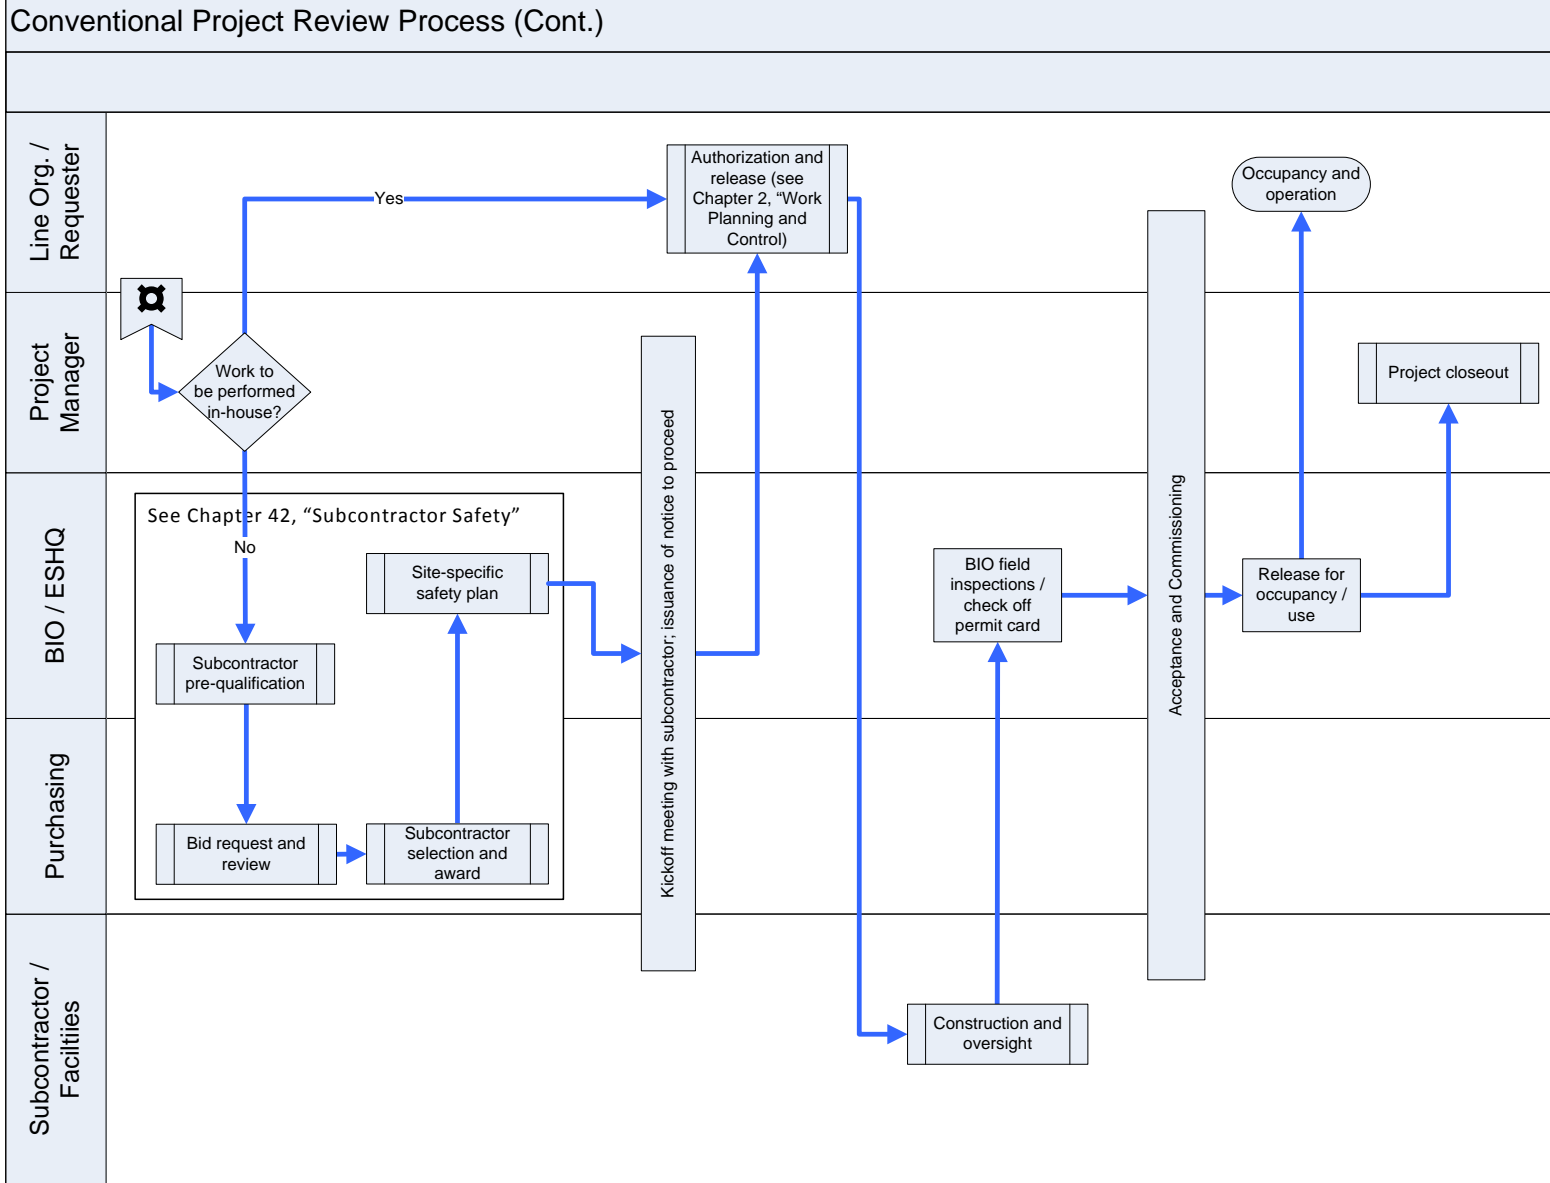 Conventional Project Review Process (Cont.)
Line Org. /
Requester
Authorization and
release (see
Chapter 2, “Work
Planning and
Control)
Yes
Occupancy and
operation
Project
Manager
Work to
be performed
in-house?
Project closeout
Kickoff meeting with subcontractor; issuance of notice to proceed
Acceptance and Commissioning
BIO / ESHQ
See Chapter 42, “Subcontractor Safety”
No
Site-specific
safety plan
Subcontractor
pre-qualification
BIO field
inspections /
check off
permit card
Release for
occupancy /
use
Purchasing
Bid request and
review
Subcontractor
selection and
award
Subcontractor /
Faciltiies
Construction and
oversight